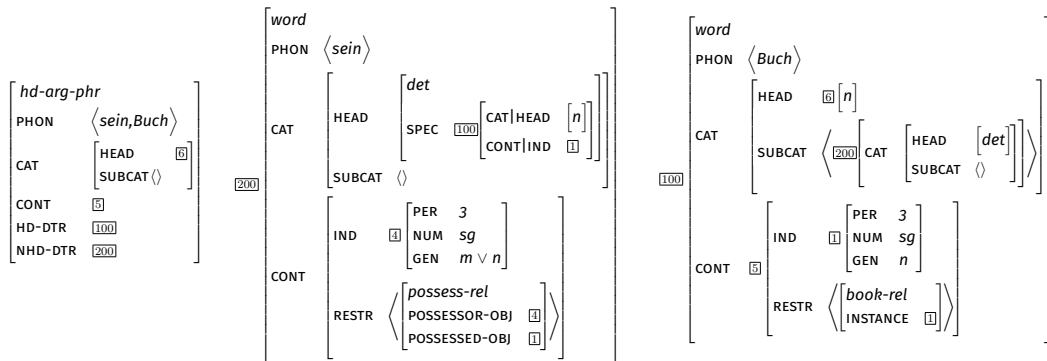 hd-arg-phr
PHON ⟨sein,Buch⟩
CAT HEAD 6
SUBCAT ⟨⟩
CONT 5
HD-DTR 100
NHD-DTR 200
200
word
PHON ⟨sein⟩
CAT HEAD det
SPEC 100 CAT|HEAD [n]
CONT|IND 1
SUBCAT ⟨⟩
CONT IND 4 PER 3
NUM sg
GEN m ∨ n
RESTR ⟨ possess-rel
POSSESSOR-OBJ 4
POSSESSED-OBJ 1 ⟩
100
word
PHON ⟨Buch⟩
CAT HEAD 6 [n]
SUBCAT ⟨ 200 CAT HEAD [det]
SUBCAT ⟨⟩ ⟩
CONT 5 IND 1 PER 3
NUM sg
GEN n
RESTR ⟨ book-rel
INSTANCE 1 ⟩